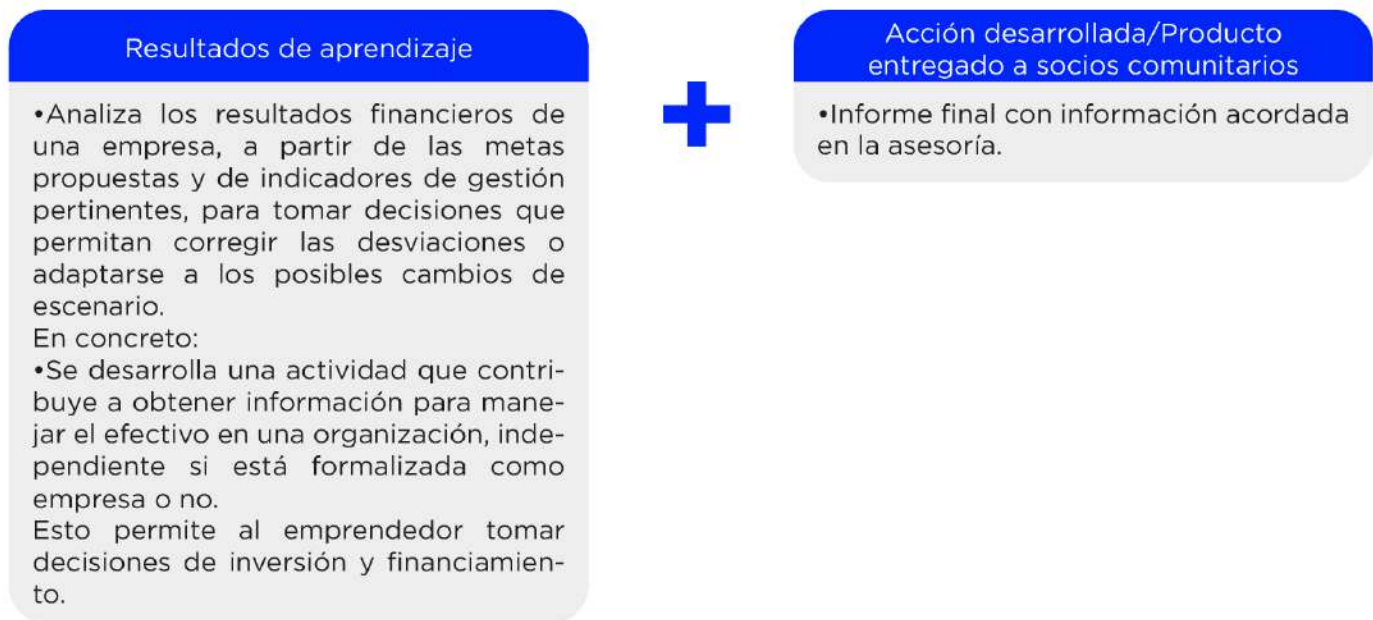 Resultados de aprendizaje
•Analiza los resultados financieros de
una empresa, a partir de las metas
propuestas y de indicadores de gestión
pertinentes, para tomar decisiones que
permitan corregir las desviaciones o
adaptarse a los posibles cambios de
escenario.
En concreto:
•Se desarrolla una actividad que contri-
buye a obtener información para mane-
jar el efectivo en una organización, inde-
pendiente si está formalizada como
empresa o no.
Esto permite al emprendedor tomar
decisiones de inversión y financiamien-
to.
+
Acción desarrollada/Producto
entregado a socios comunitarios
•Informe final con información acordada
en la asesoría.